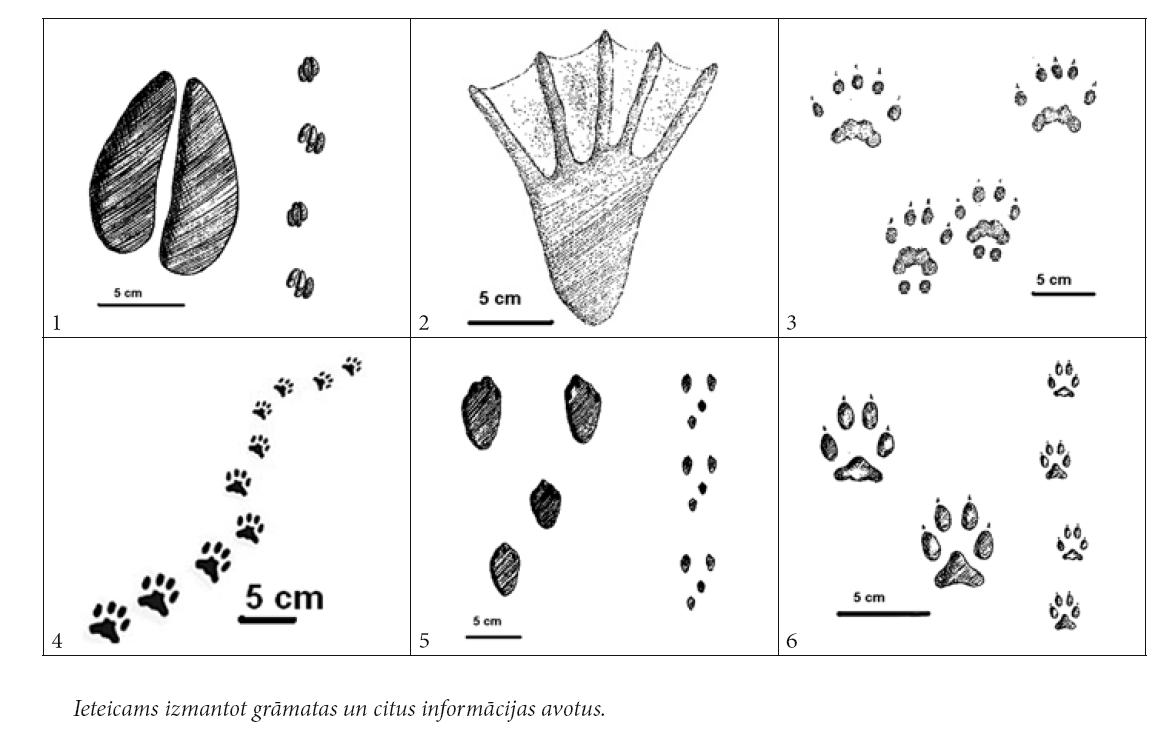 5 cm
1
5 cm
2
5 cm
3
5 cm
4
5 cm
5
5 cm
6
Ieteicams izmantot grāmatas un citus informācijas avotus.